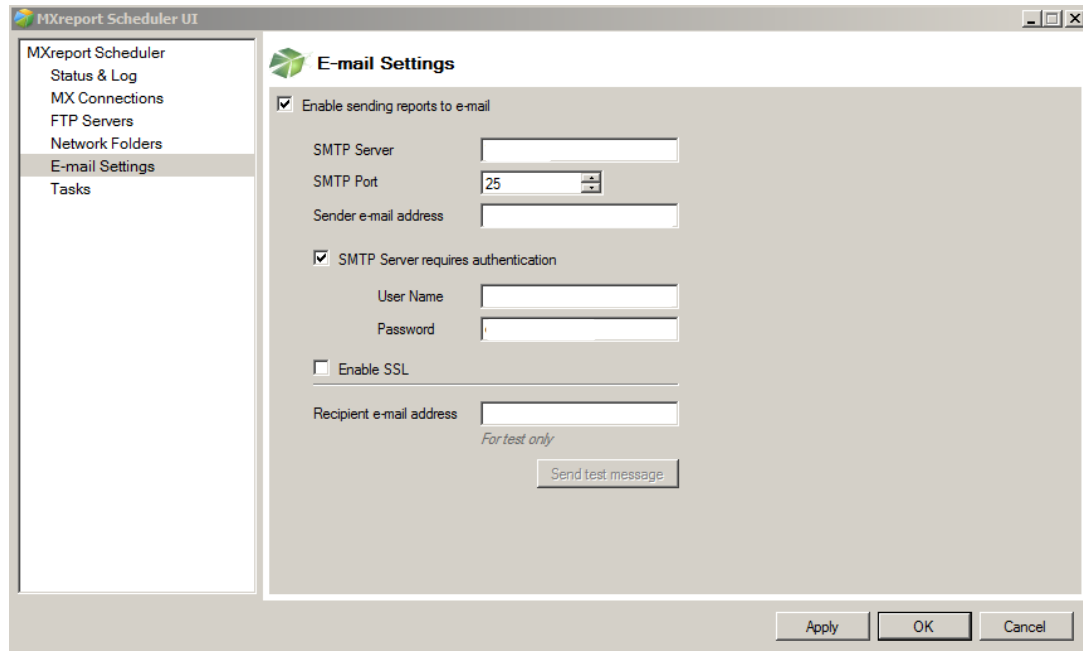 MXreport Scheduler UI
MXreport Scheduler
Status & Log
MX Connections
FTP Servers
Network Folders
E-mail Settings
Tasks
E-mail Settings
Enable sending reports to e-mail
SMTP Server
SMTP Port 25
Sender e-mail address
SMTP Server requires authentication
User Name
Password
Enable SSL
Recipient e-mail address
For test only
Send test message
Apply OK Cancel